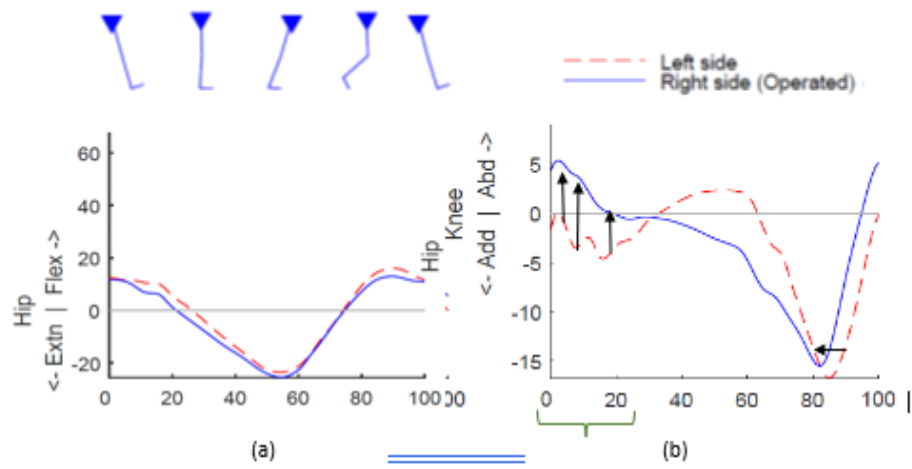 Left side
Right side (Operated)
Hip
<- Extn | Flex ->
60
40
20
0
-20
0 20 40 60 80 100
(a)
00
Hip
Knee
<- Add | Abd ->
5
0
-5
-10
-15
0 20 40 60 80 100
(b)